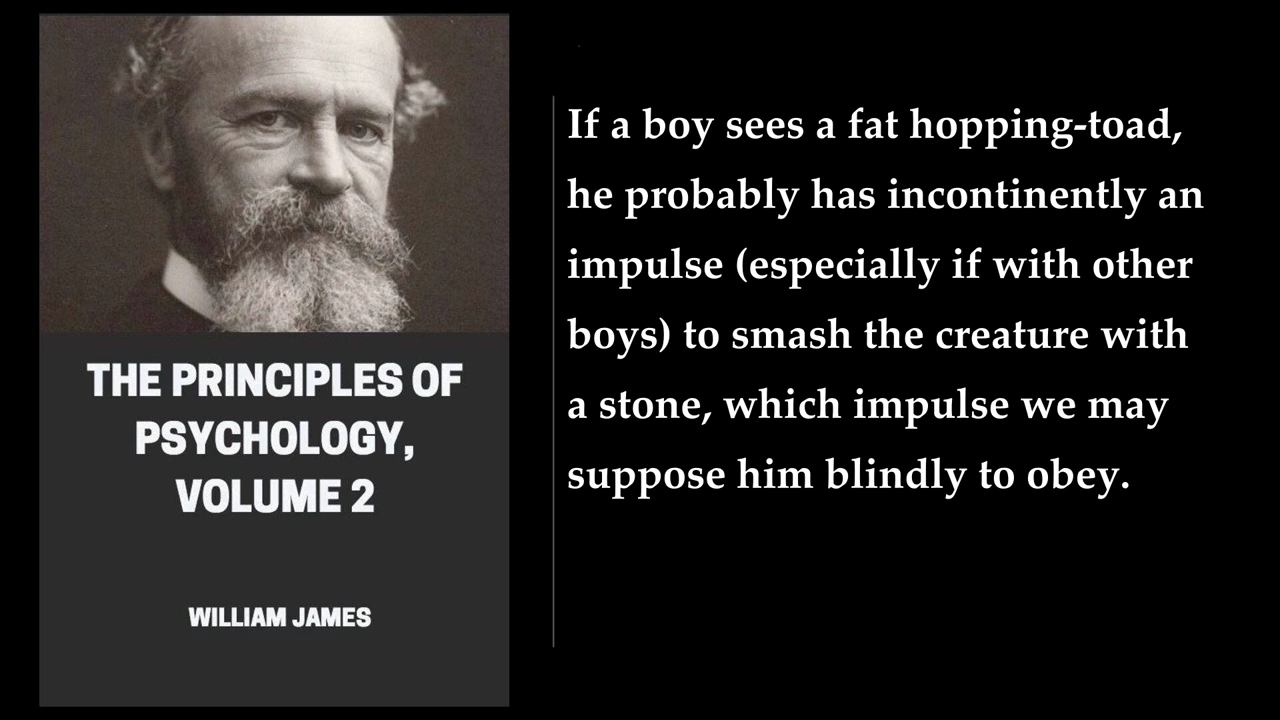 THE PRINCIPLES OF
PSYCHOLOGY,
VOLUME 2
WILLIAM JAMES
If a boy sees a fat hopping-toad,
he probably has incontinently an
impulse (especially if with other
boys) to smash the creature with
a stone, which impulse we may
suppose him blindly to obey.